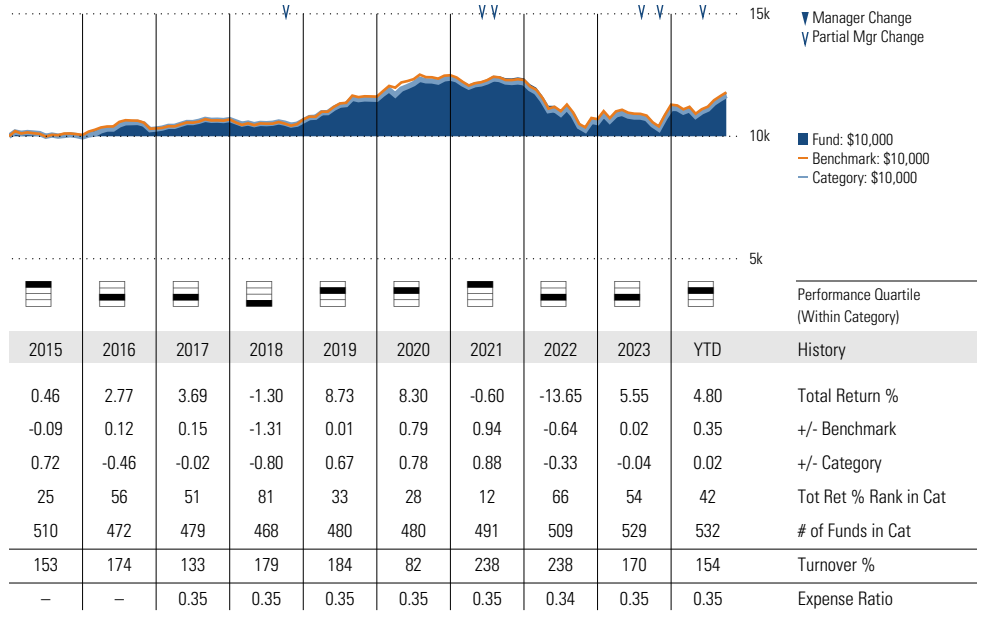 15k
Manager Change
Partial Mgr Change
10k
Fund: $10,000
Benchmark: $10,000
Category: $10,000
5k
Performance Quartile
(Within Category)
2015 2016 2017 2018 2019 2020 2021 2022 2023 YTD History
0.46 2.77 3.69 -1.30 8.73 8.30 -0.60 -13.65 5.55 4.80 Total Return %
-0.09 0.12 0.15 -1.31 0.01 0.79 0.94 -0.64 0.02 0.35 +/- Benchmark
0.72 -0.46 -0.02 -0.80 0.67 0.78 0.88 -0.33 -0.04 0.02 +/- Category
25 56 51 81 33 28 12 66 54 42 Tot Ret % Rank in Cat
510 472 479 468 480 480 491 509 529 532 # of Funds in Cat
153 174 133 179 184 82 238 238 170 154 Turnover %
– – 0.35 0.35 0.35 0.35 0.35 0.34 0.35 0.35 Expense Ratio